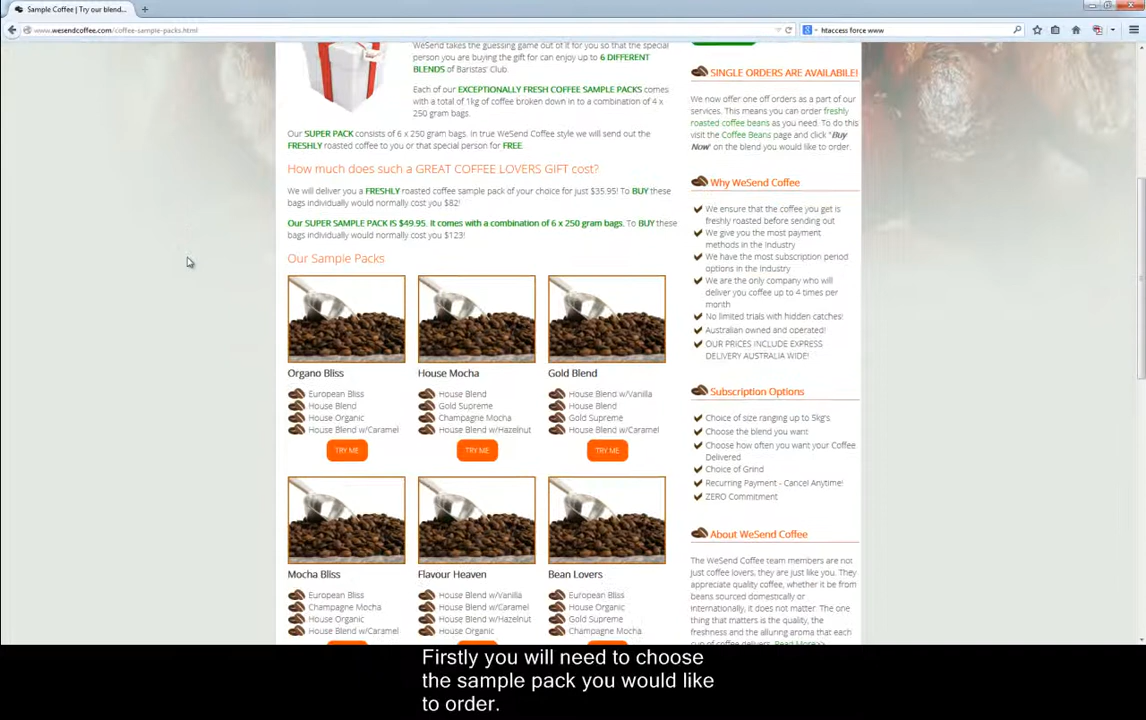 Sample Coffee | Try our blend...
www.wesendcoffee.com/coffee-sample-packs.html
htaccess force www
WeSend takes the guessing game out of it for you so that the special
person you are buying the gift for can enjoy up to 6 DIFFERENT
BLENDS of Baristas' Club.
Each of our EXCEPTIONALLY FRESH COFFEE SAMPLE PACKS comes
with a total of 1kg of coffee broken down in to a combination of 4 x
250 gram bags.
Our SUPER PACK consists of 6 x 250 gram bags. In true WeSend Coffee style we will send out the
FRESHLY roasted coffee to you or that special person for FREE.
How much does such a GREAT COFFEE LOVERS GIFT cost?
We will deliver you a FRESHLY roasted coffee sample pack of your choice for just $35.95! To BUY these
bags individually would normally cost you $82!
Our SUPER SAMPLE PACK IS $49.95. It comes with a combination of 6 x 250 gram bags. To BUY these
bags individually would normally cost you $123!
Our Sample Packs
Organo Bliss
European Bliss
House Blend
House Organic
House Blend w/Caramel
TRY ME
House Mocha
House Blend
Gold Supreme
Champagne Mocha
House Blend w/Hazelnut
TRY ME
Gold Blend
House Blend w/Vanilla
House Blend
Gold Supreme
House Blend w/Caramel
TRY ME
Mocha Bliss
European Bliss
Champagne Mocha
House Organic
House Blend w/Caramel
Flavour Heaven
House Blend w/Vanilla
House Blend w/Caramel
House Blend w/Hazelnut
House Organic
Bean Lovers
European Bliss
House Organic
Gold Supreme
Champagne Mocha
SINGLE ORDERS ARE AVAILABILE!
We now offer one off orders as a part of our
services. This means you can order freshly
roasted coffee beans as you need. To do this
visit the Coffee Beans page and click "Buy
Now" on the blend you would like to order.
Why WeSend Coffee
We ensure that the coffee you get is
freshly roasted before sending out
We give you the most payment
methods in the Industry
We have the most subscription period
options in the Industry
We are the only company who will
deliver you coffee up to 4 times per
month
No limited trials with hidden catches!
Australian owned and operated!
OUR PRICES INCLUDE EXPRESS
DELIVERY AUSTRALIA WIDE!
Subscription Options
Choice of size ranging up to 5kg's
Choose the blend you want
Choose how often you want your Coffee
Delivered
Choice of Grind
Recurring Payment - Cancel Anytime!
ZERO Commitment
About WeSend Coffee
The WeSend Coffee team members are not
just coffee lovers, they are just like you. They
appreciate quality coffee, whether it be from
beans sourced domestically or
internationally, it does not matter. The one
thing that matters is the quality, the
freshness and the alluring aroma that each
cup of coffee delivers. Read More>>
Firstly you will need to choose
the sample pack you would like
to order.